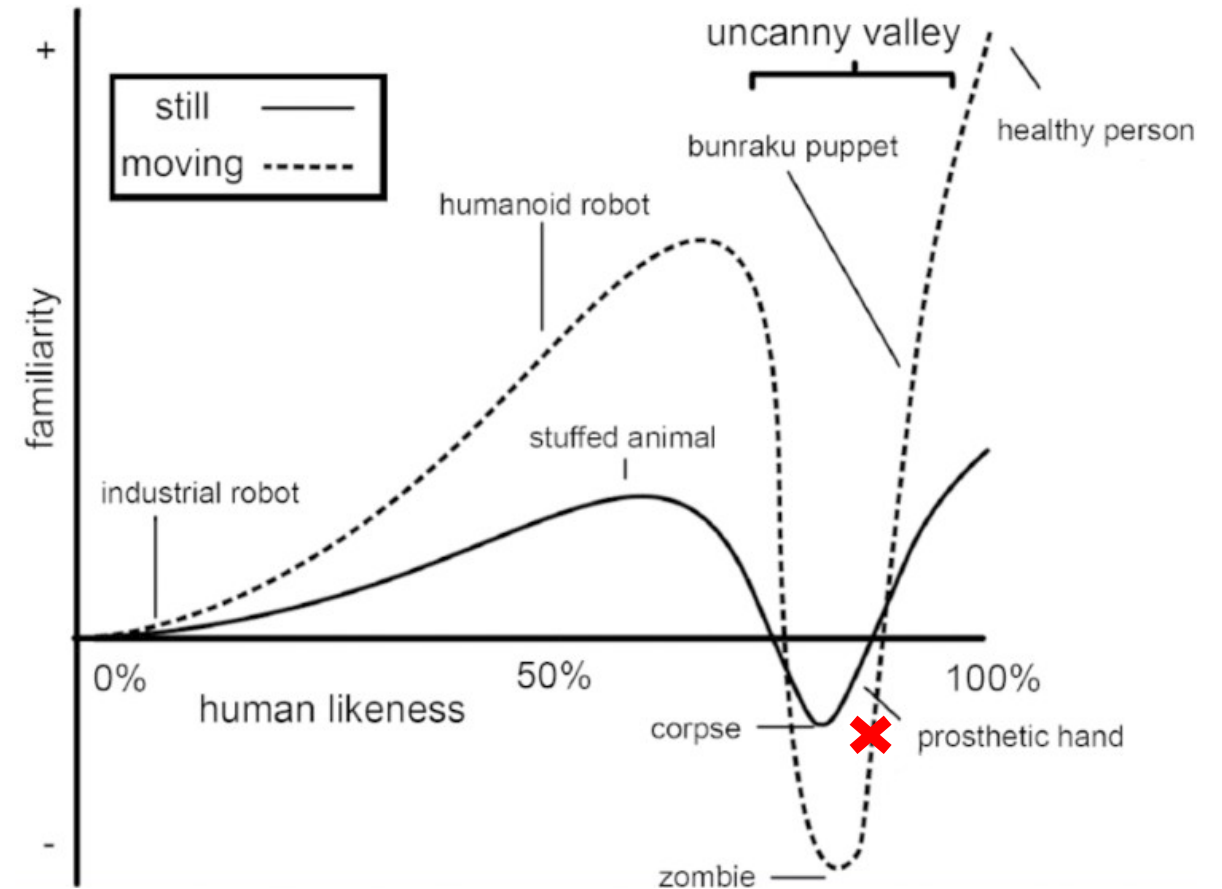 +
uncanny valley
still
moving
healthy person
bunraku puppet
humanoid robot
familiarity
stuffed animal
industrial robot
0%
50%
100%
human likeness
corpse
prosthetic hand
-
zombie